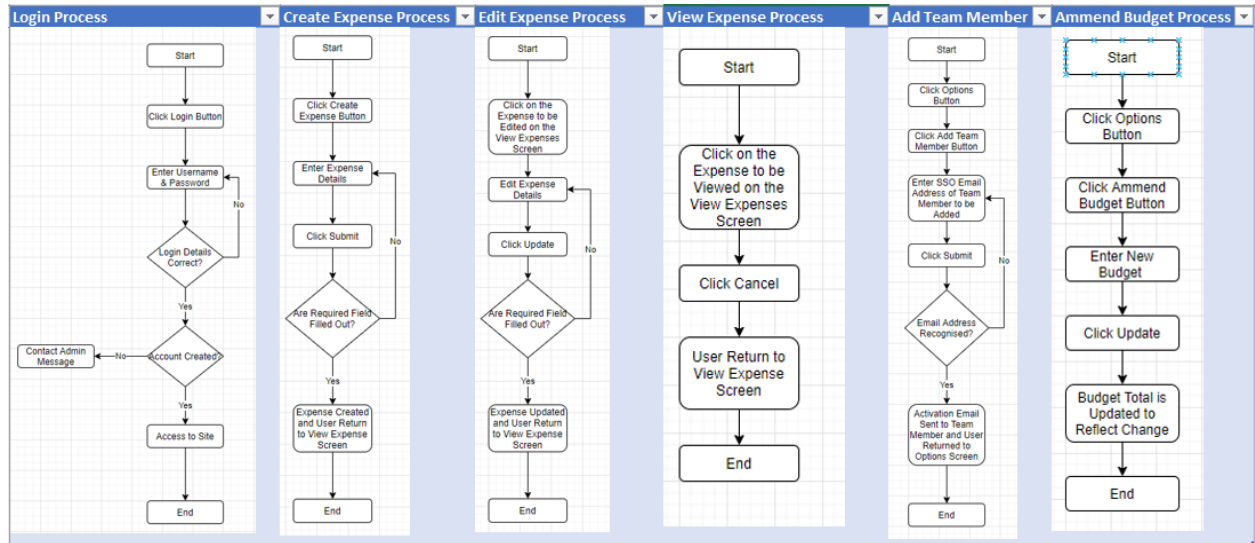 Login Process
Create Expense Process
Edit Expense Process
View Expense Process
Add Team Member
Ammend Budget Process
Start
Click Login Button
Enter Username
& Password
No
Login Details
Correct?
Yes
Account Created?
No
Contact Admin
Message
Yes
Access to Site
End
Start
Click Create
Expense Button
Enter Expense
Details
Click Submit
No
Are Required Field
Filled Out?
Yes
Expense Created
and User Return
to View Expense
Screen
End
Start
Click on the
Expense to be
Edited on the
View Expenses
Screen
Edit Expense
Details
Click Update
No
Are Required Field
Filled Out?
Yes
Expense Updated
and User Return
to View Expense
Screen
End
Start
Click on the
Expense to be
Viewed on the
View Expenses
Screen
Click Cancel
User Return to
View Expense
Screen
End
Start
Click Options
Button
Click Add Team
Member Button
Enter SSO Email
Address of Team
Member to be
Added
Click Submit
No
Email Address
Recognised?
Yes
Activation Email
Sent to Team
Member and User
Returned to
Options Screen
End
Start
Click Options
Button
Click Ammend
Budget Button
Enter New
Budget
Click Update
Budget Total is
Updated to
Reflect Change
End